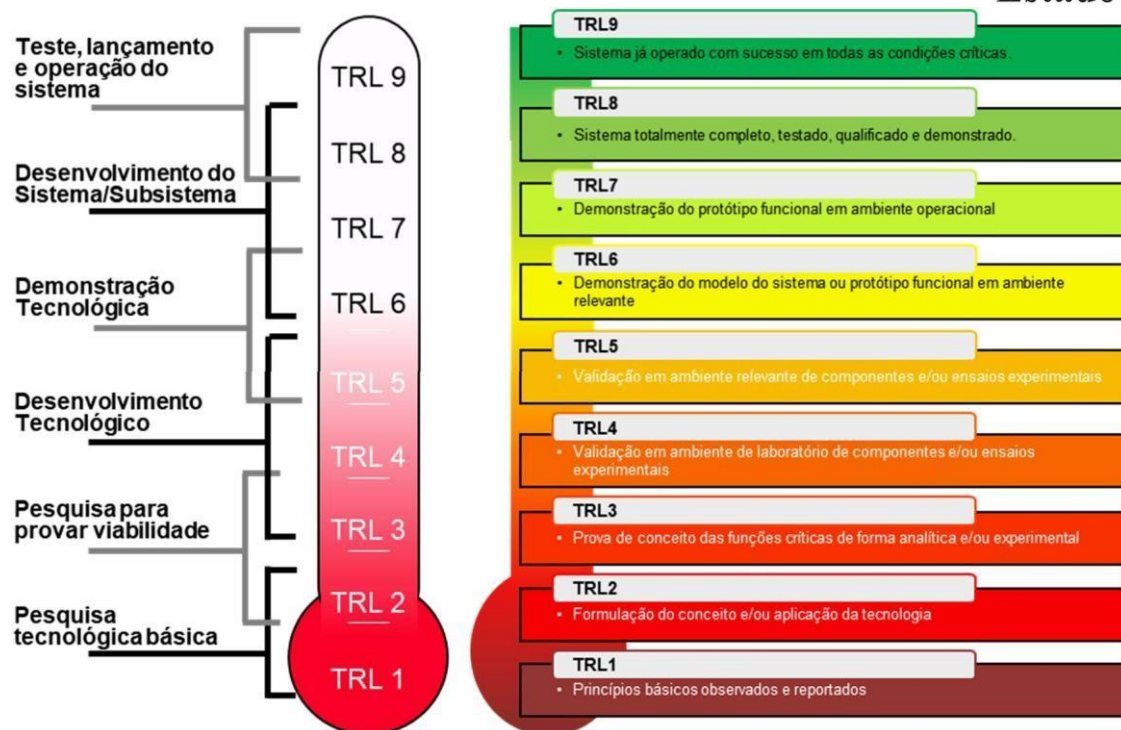 Teste, lançamento
e operação do
sistema
Desenvolvimento do
Sistema/Subsistema
Demonstração
Tecnológica
Desenvolvimento
Tecnológico
Pesquisa para
provar viabilidade
Pesquisa
tecnológica básica
TRL 9
TRL 8
TRL 7
TRL 6
TRL 5
TRL 4
TRL 3
TRL 2
TRL 1
TRL9
• Sistema já operado com sucesso em todas as condições críticas.
TRL8
• Sistema totalmente completo, testado, qualificado e demonstrado.
TRL7
• Demonstração do protótipo funcional em ambiente operacional
TRL6
• Demonstração do modelo do sistema ou protótipo funcional em ambiente
relevante
TRL5
• Validação em ambiente relevante de componentes e/ou ensaios experimentais
TRL4
• Validação em ambiente de laboratório de componentes e/ou ensaios
experimentais
TRL3
• Prova de conceito das funções críticas de forma analítica e/ou experimental
TRL2
• Formulação do conceito e/ou aplicação da tecnologia
TRL1
• Princípios básicos observados e reportados